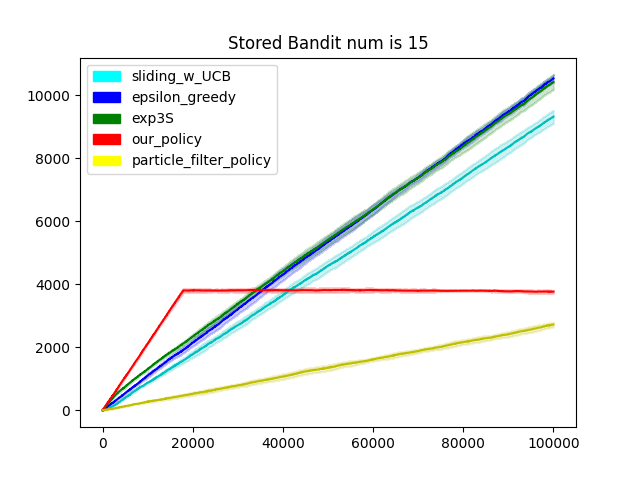 Stored Bandit num is 15
sliding_w_UCB
epsilon_greedy
exp3S
our_policy
particle_filter_policy
10000
8000
6000
4000
2000
0
0 20000 40000 60000 80000 100000